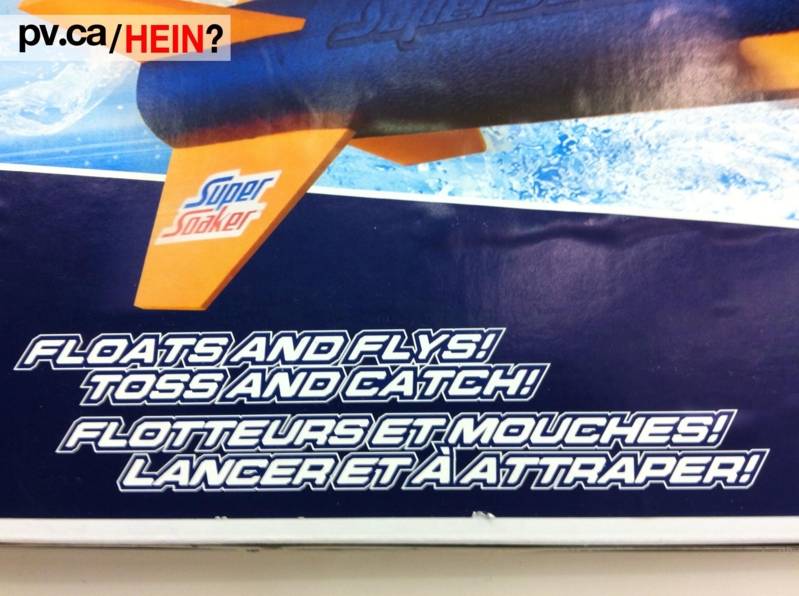 pv.ca/HEIN?
Super
Soaker
FLOATS AND FLYS!
TOSS AND CATCH!
FLOTTEURS ET MOUCHES!
LANCER ET À ATTRAPER!